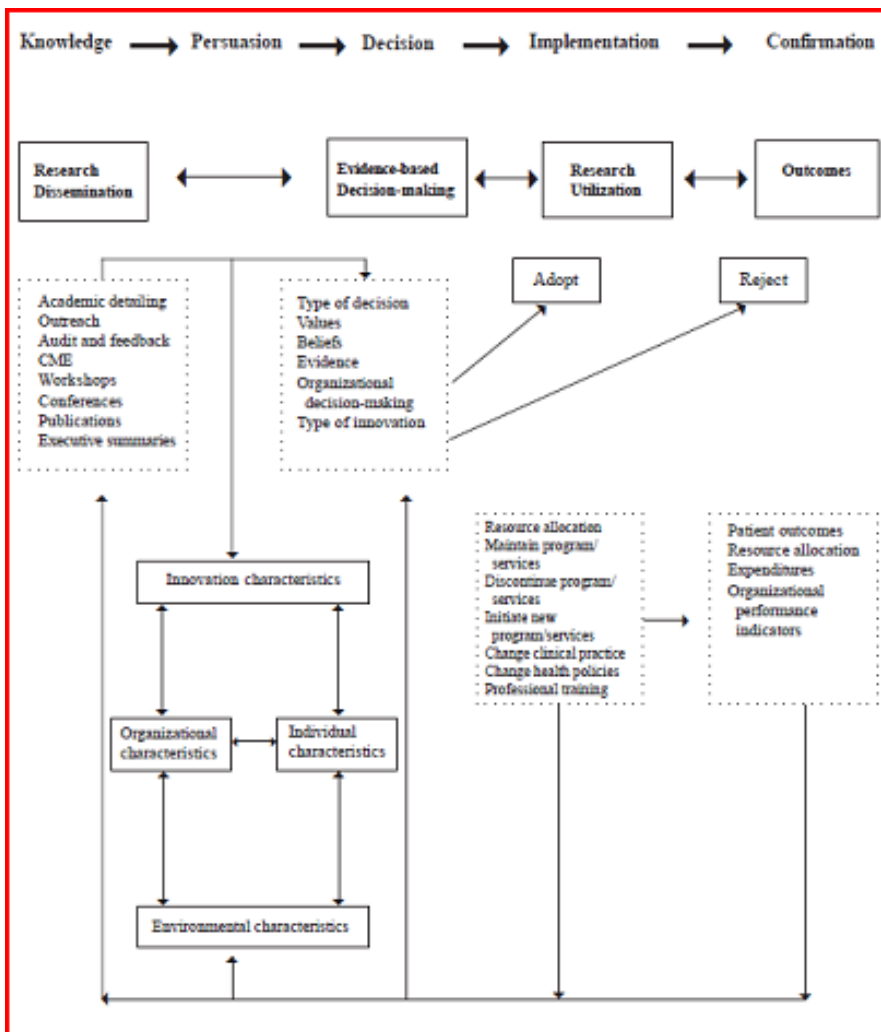 Knowledge Persuasion Decision Implementation Confirmation
Research
Dissemination
Evidence-based
Decision-making
Research
Utilization
Outcomes
Adopt
Reject
Academic detailing
Outreach
Audit and feedback
CME
Workshops
Conferences
Publications
Executive summaries
Type of decision
Values
Beliefs
Evidence
Organizational
decision-making
Type of innovation
Innovation characteristics
Organizational
characteristics
Individual
characteristics
Environmental characteristics
Resource allocation
Maintain program/
services
Discontinue program/
services
Initiate new
program/services
Change clinical practice
Change health policies
Professional training
Patient outcomes
Resource allocation
Expenditures
Organizational
performance
indicators